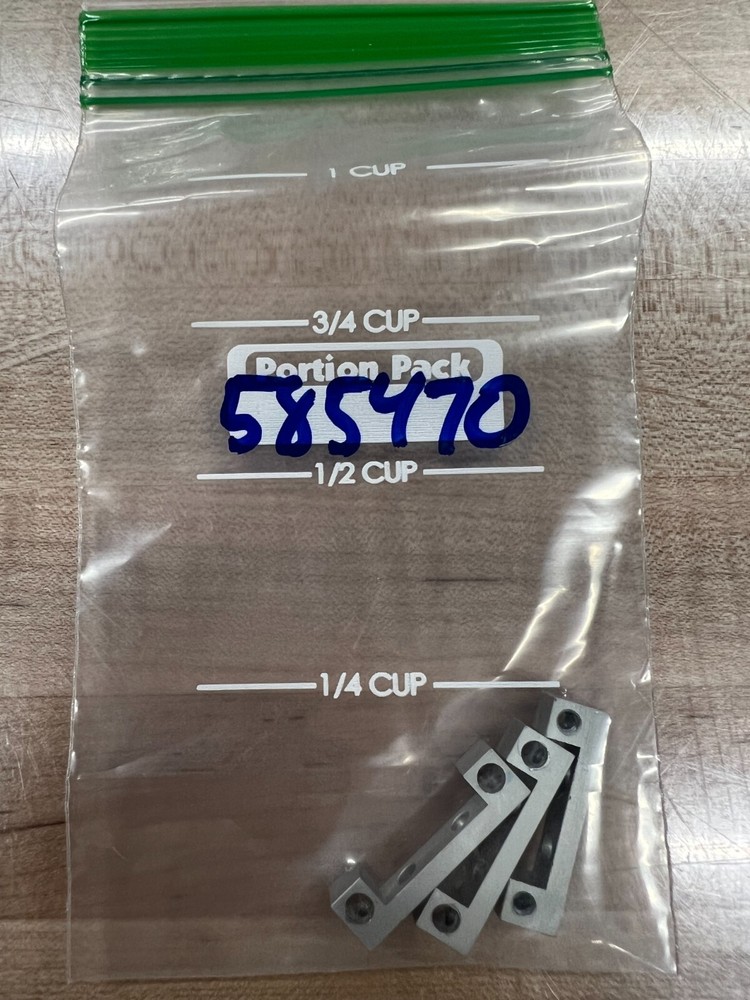 1 CUP
3/4 CUP
Portion Pack
585470
1/2 CUP
1/4 CUP